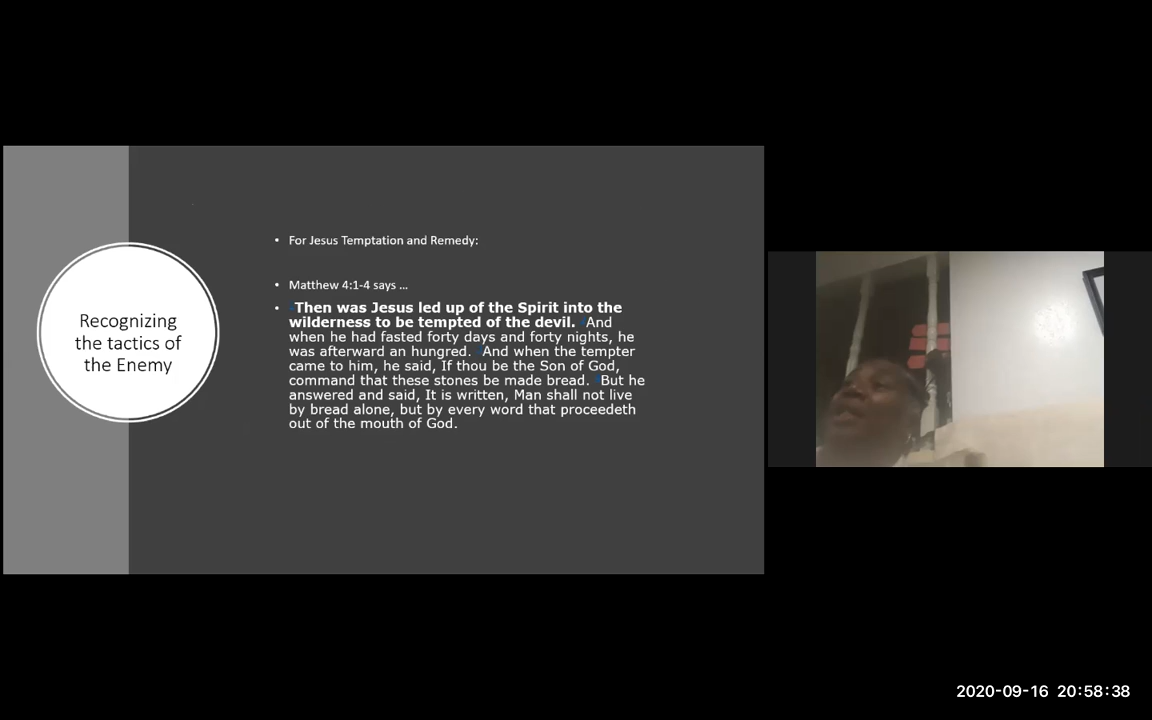 Recognizing
the tactics of
the Enemy
• For Jesus Temptation and Remedy:
• Matthew 4:1-4 says ...
• Then was Jesus led up of the Spirit into the
wilderness to be tempted of the devil. And
when he had fasted forty days and forty nights, he
was afterward an hungred. And when the tempter
came to him, he said, If thou be the Son of God,
command that these stones be made bread. But he
answered and said, It is written, Man shall not live
by bread alone, but by every word that proceedeth
out of the mouth of God.
2020-09-16 20:58:38